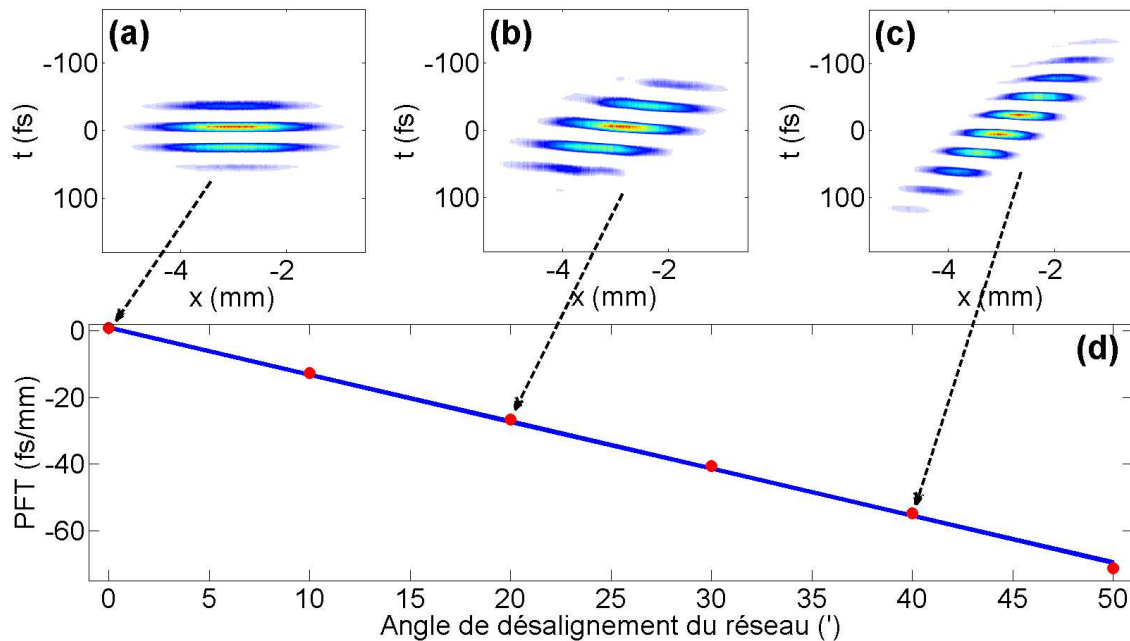 (a)
(b)
(c)
-100
0
100
t (fs)
-4
-2
x (mm)
-100
0
100
t (fs)
-4
-2
x (mm)
-100
0
100
t (fs)
-4
-2
x (mm)
(d)
0
-20
-40
-60
PFT (fs/mm)
0 5 10 15 20 25 30 35 40 45 50
Angle de désalignement du réseau (')